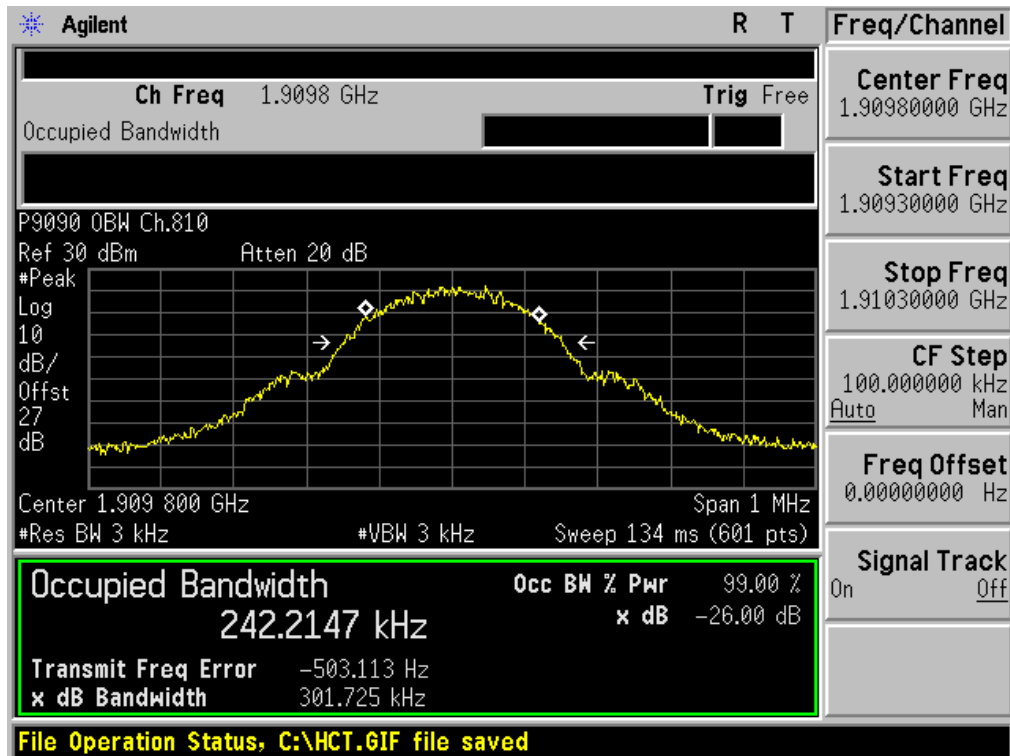 Agilent R T
Ch Freq 1.9098 GHz Trig Free
Occupied Bandwidth
P9090 OBW Ch.810
Ref 30 dBm Atten 20 dB
#Peak
Log
10
dB/
Offst
27
dB
Center 1.909 800 GHz Span 1 MHz
#Res BW 3 kHz #VBW 3 kHz Sweep 134 ms (601 pts)
Occupied Bandwidth
242.2147 kHz
Occ BW % Pwr 99.00 %
x dB -26.00 dB
Transmit Freq Error -503.113 Hz
x dB Bandwidth 301.725 kHz
File Operation Status, C:\HCT.GIF file saved
Freq/Channel
Center Freq
1.90980000 GHz
Start Freq
1.90930000 GHz
Stop Freq
1.91030000 GHz
CF Step
100.000000 kHz
Auto Man
Freq Offset
0.00000000 Hz
Signal Track
On Off